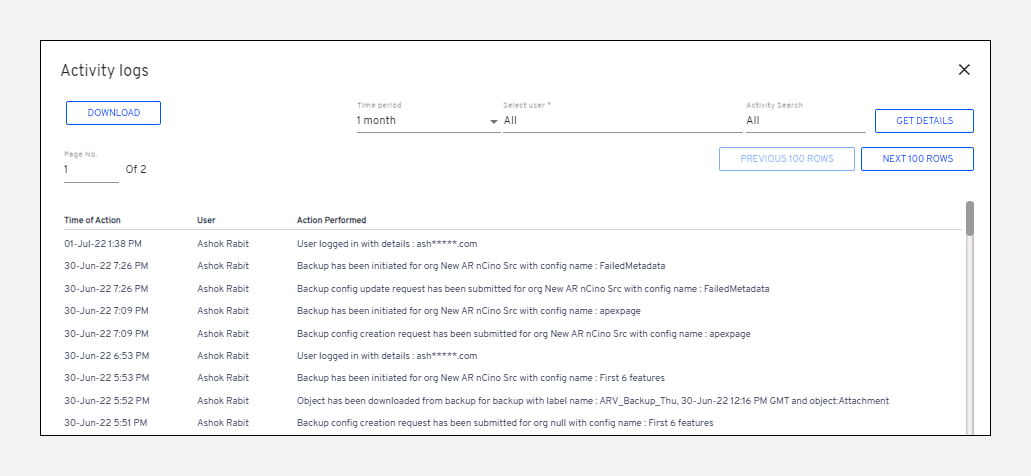 Activity logs
DOWNLOAD
Time period Select user * Activity Search
1 month All All
GET DETAILS
Page No.
1 Of 2
PREVIOUS 100 ROWS NEXT 100 ROWS
Time of Action User Action Performed
01-Jul-22 1:38 PM Ashok Rabit User logged in with details : ash*****.com
30-Jun-22 7:26 PM Ashok Rabit Backup has been initiated for org New AR nCino Src with config name : FailedMetadata
30-Jun-22 7:26 PM Ashok Rabit Backup config update request has been submitted for org New AR nCino Src with config name : FailedMetadata
30-Jun-22 7:09 PM Ashok Rabit Backup has been initiated for org New AR nCino Src with config name : apexpage
30-Jun-22 7:09 PM Ashok Rabit Backup config creation request has been submitted for org New AR nCino Src with config name : apexpage
30-Jun-22 6:53 PM Ashok Rabit User logged in with details : ash*****.com
30-Jun-22 5:53 PM Ashok Rabit Backup has been initiated for org New AR nCino Src with config name : First 6 features
30-Jun-22 5:52 PM Ashok Rabit Object has been downloaded from backup for backup with label name : ARV_Backup_Thu, 30-Jun-22 12:16 PM GMT and object:Attachment
30-Jun-22 5:51 PM Ashok Rabit Backup config creation request has been submitted for org null with config name : First 6 features